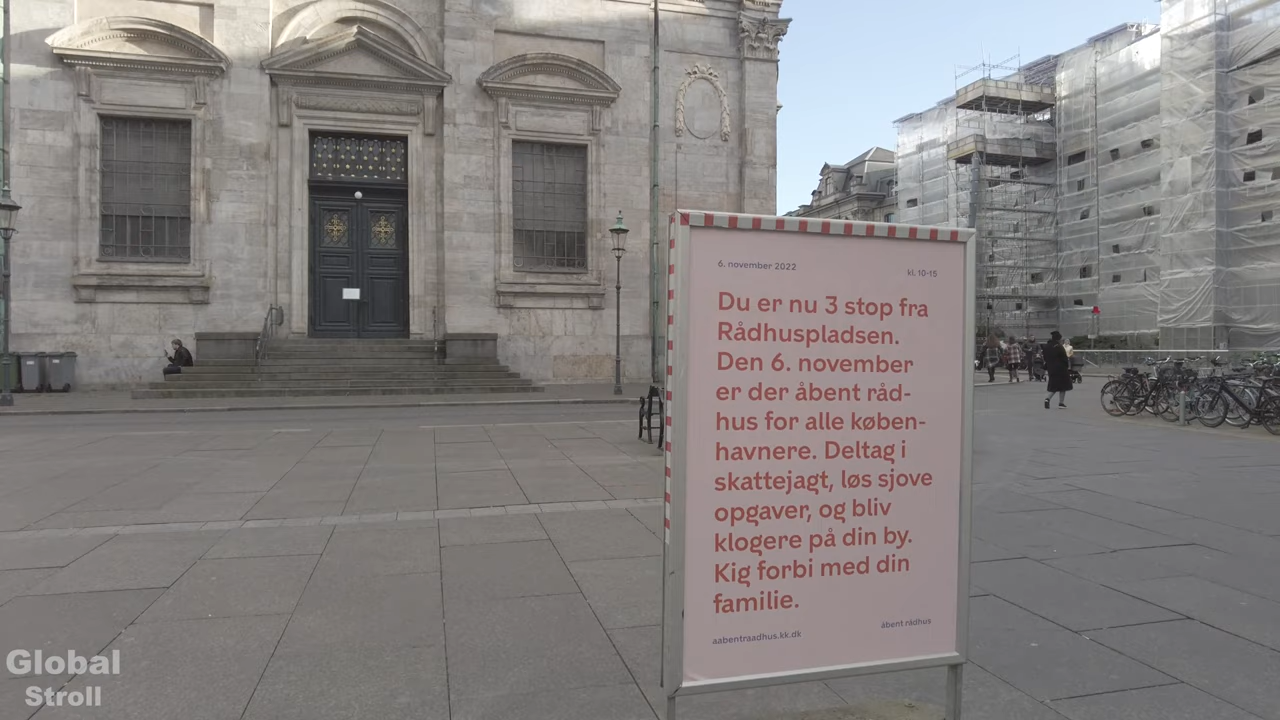 6. november 2022
kl. 10-15
Du er nu 3 stop fra
Rådhuspladsen.
Den 6. november
er der åbent råd-
hus for alle køben-
havnere. Deltag i
skattejagt, løs sjove
opgaver, og bliv
klogere på din by.
Kig forbi med din
familie.
aabentraadhus.kk.dk
åbent rådhus
Global
Stroll